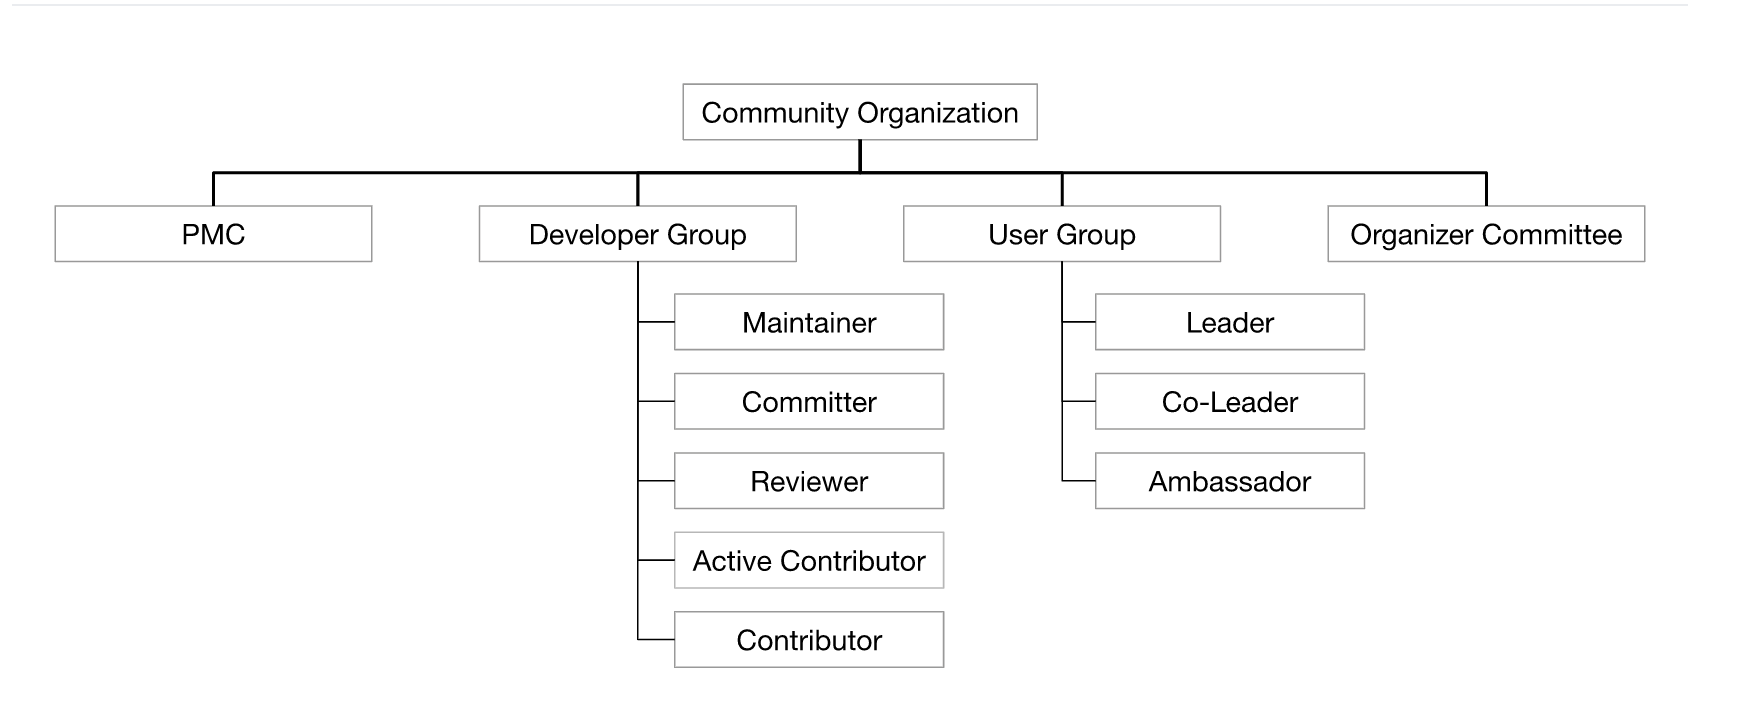 Community Organization
PMC
Developer Group
User Group
Organizer Committee
Maintainer
Leader
Committer
Co-Leader
Reviewer
Ambassador
Active Contributor
Contributor